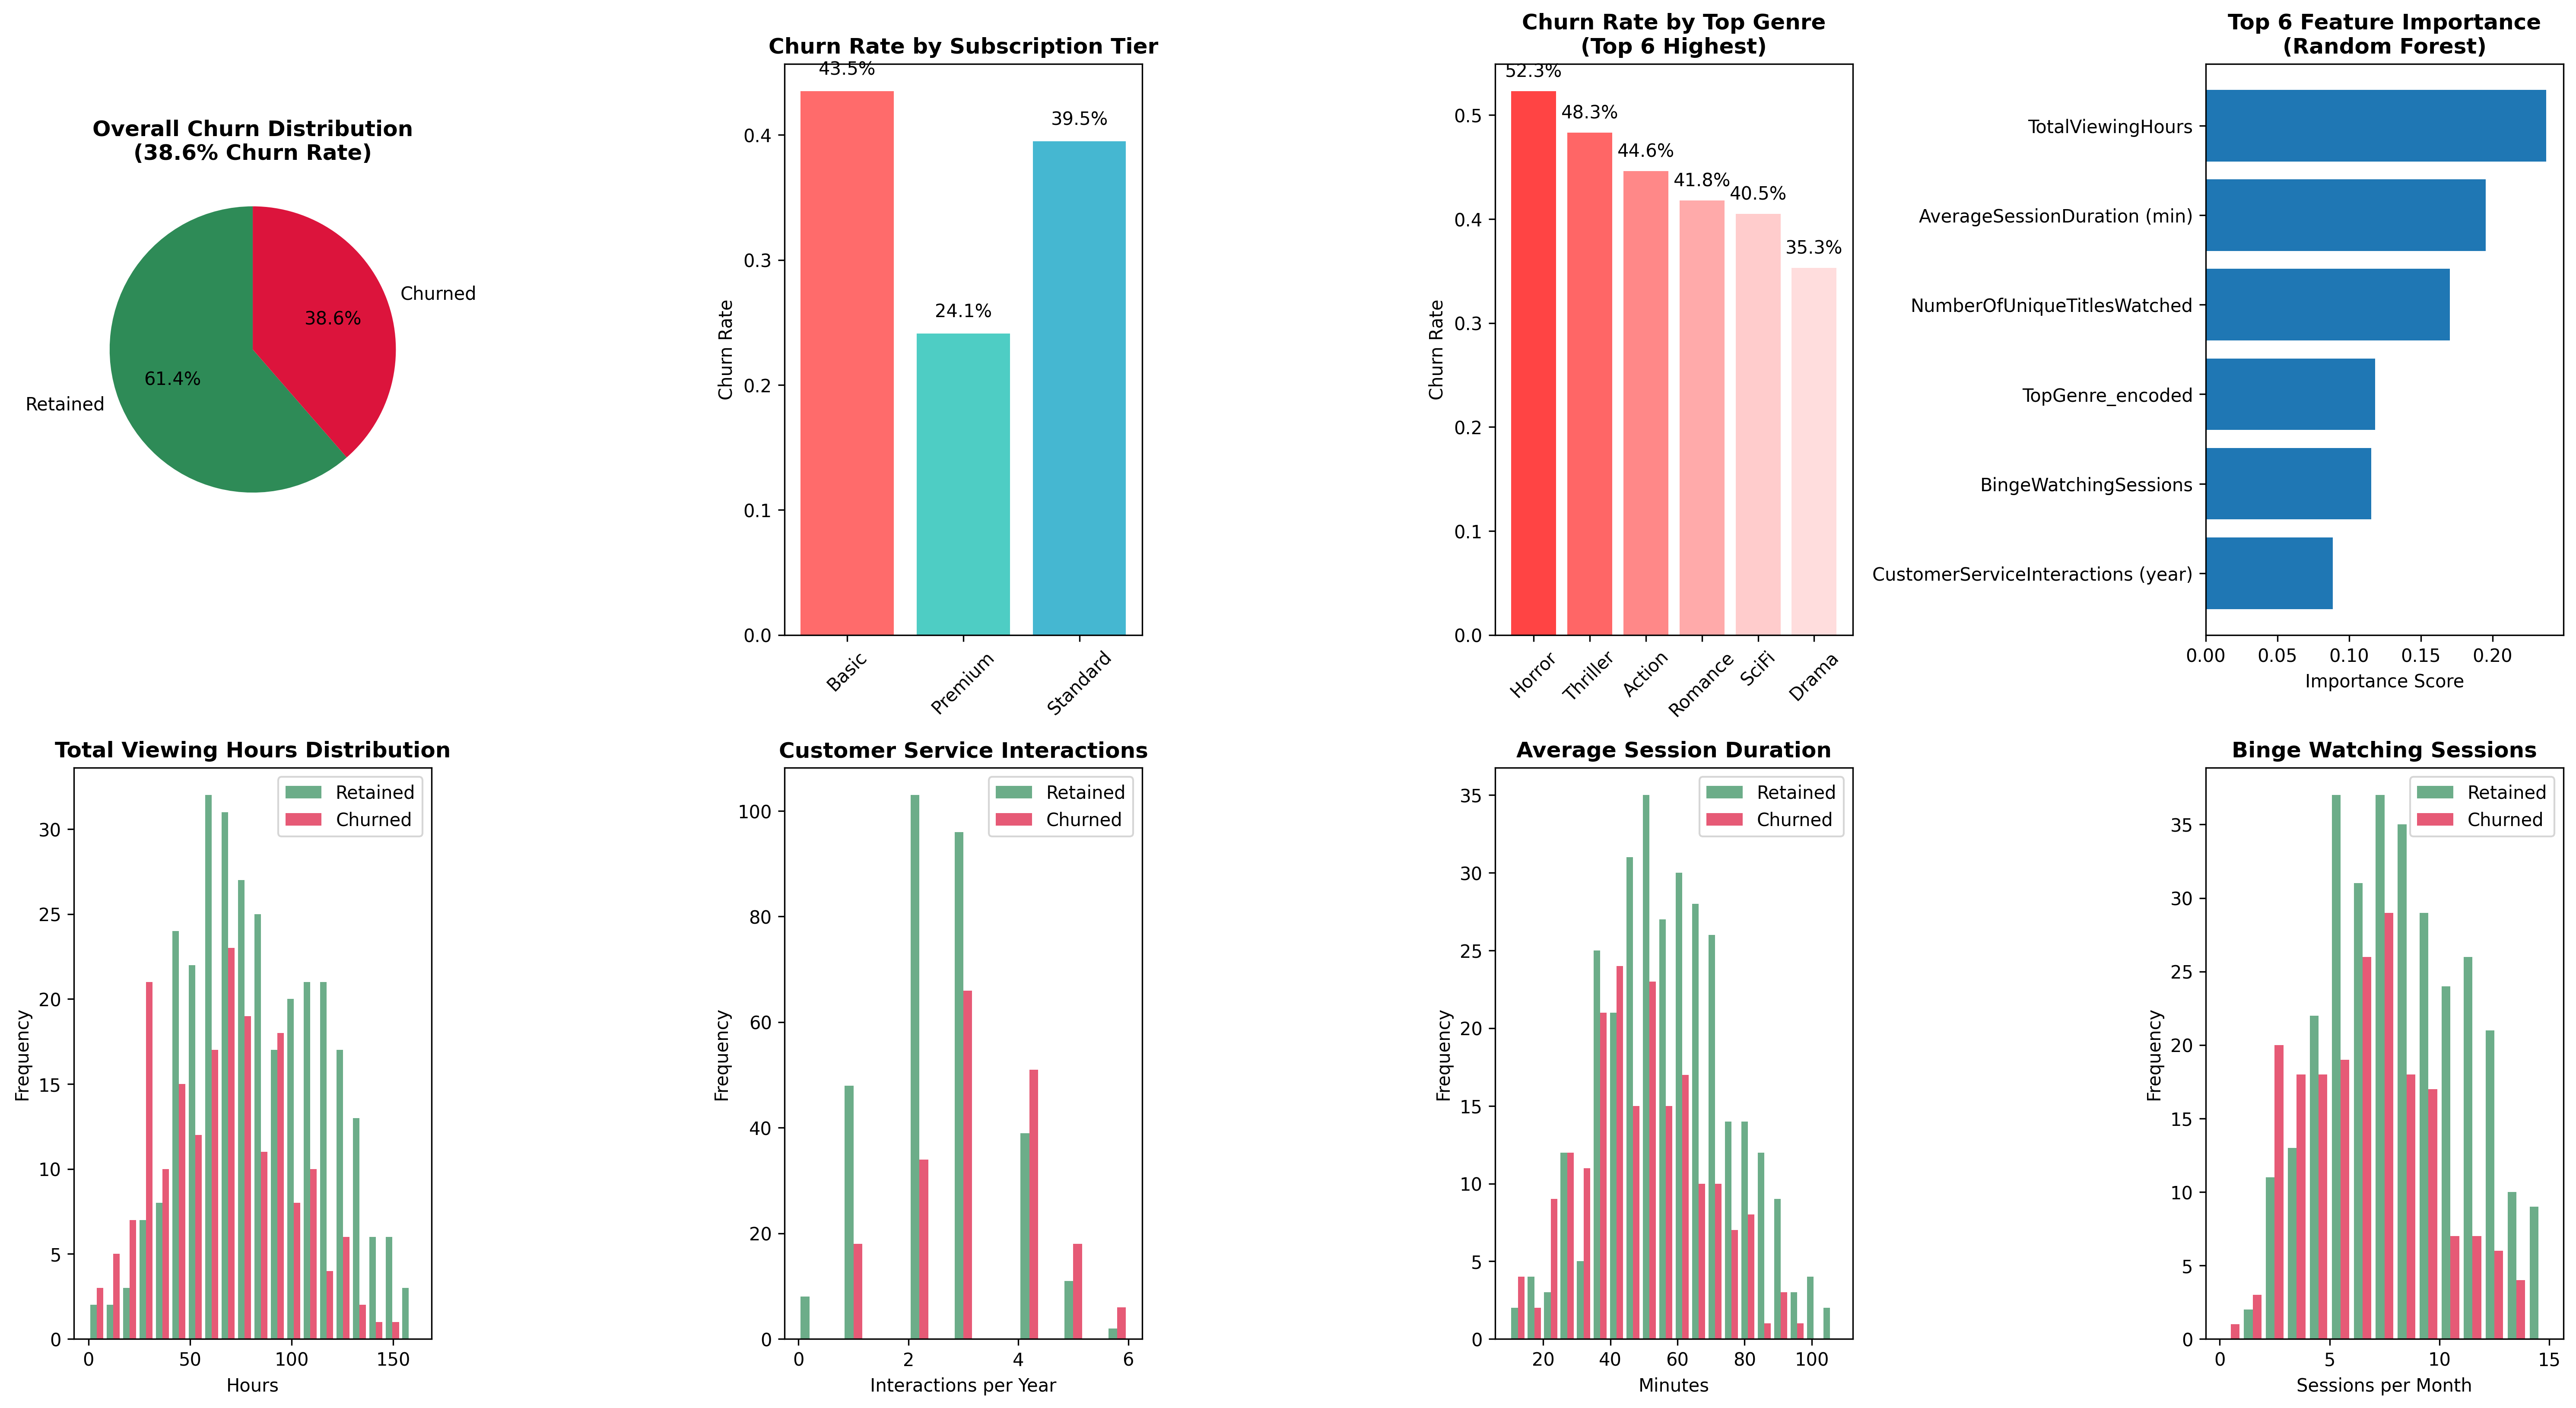 Overall Churn Distribution
(38.6% Churn Rate)
Churned
38.6%
61.4%
Retained
Churn Rate by Subscription Tier
43.5%
39.5%
24.1%
0.4
0.3
0.2
0.1
0.0
Churn Rate
Basic
Premium
Standard
Churn Rate by Top Genre
(Top 6 Highest)
52.3%
48.3%
44.6%
41.8%
40.5%
35.3%
0.5
0.4
0.3
0.2
0.1
0.0
Churn Rate
Horror
Thriller
Action
Romance
SciFi
Drama
Top 6 Feature Importance
(Random Forest)
TotalViewingHours
AverageSessionDuration (min)
NumberOfUniqueTitlesWatched
TopGenre_encoded
BingeWatchingSessions
CustomerServiceInteractions (year)
0.00 0.05 0.10 0.15 0.20
Importance Score
Total Viewing Hours Distribution
Retained
Churned
30
25
20
15
10
5
0
Frequency
0 50 100 150
Hours
Customer Service Interactions
Retained
Churned
100
80
60
40
20
0
Frequency
0 2 4 6
Interactions per Year
Average Session Duration
Retained
Churned
35
30
25
20
15
10
5
0
Frequency
20 40 60 80 100
Minutes
Binge Watching Sessions
Retained
Churned
35
30
25
20
15
10
5
0
Frequency
0 5 10 15
Sessions per Month